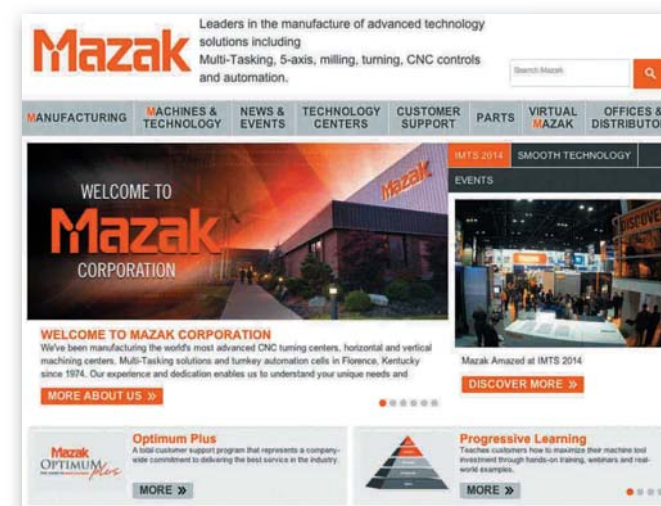 Mazak
Leaders in the manufacture of advanced technology
solutions including
Multi-Tasking, 5-axis, milling, turning, CNC controls
and automation.
Search Mazak
MANUFACTURING
MACHINES &
TECHNOLOGY
NEWS &
EVENTS
TECHNOLOGY
CENTERS
CUSTOMER
SUPPORT
PARTS
VIRTUAL
MAZAK
OFFICES &
DISTRIBUTO
WELCOME TO
Mazak
CORPORATION
Mazak
IMTS 2014
SMOOTH TECHNOLOGY
EVENTS
DISCOVE
WELCOME TO MAZAK CORPORATION
We've been manufacturing the world's most advanced CNC turning centers, horizontal and vertical
machining centers, Multi-Tasking solutions and turnkey automation cells in Florence, Kentucky
since 1974. Our experience and dedication enables us to understand your unique needs and
MORE ABOUT US »
Mazak Amazed at IMTS 2014
DISCOVER MORE »
Mazak
OPTIMUM plus
Optimum Plus
A total customer support program that represents a company-
wide commitment to delivering the best service in the industry.
MORE »
Progressive Learning
Teaches customers how to maximize their machine tool
investment through hands-on training, webinars and real-
world examples.
MORE »